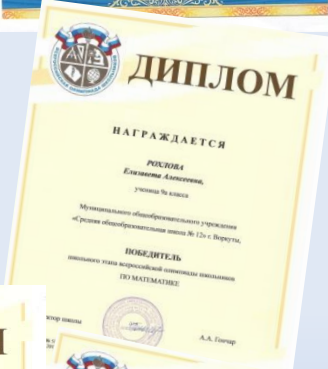 ДИПЛОМ
НАГРАЖДАЕТСЯ
РОХЛОВА
Елизавета Алексеевна,
ученица 9а класса
Муниципального общеобразовательного учреждения
«Средняя общеобразовательная школа № 12» г. Воркуты,
ПОБЕДИТЕЛЬ
школьного этапа всероссийской олимпиады школьников
ПО МАТЕМАТИКЕ
школы
А.А. Гончар